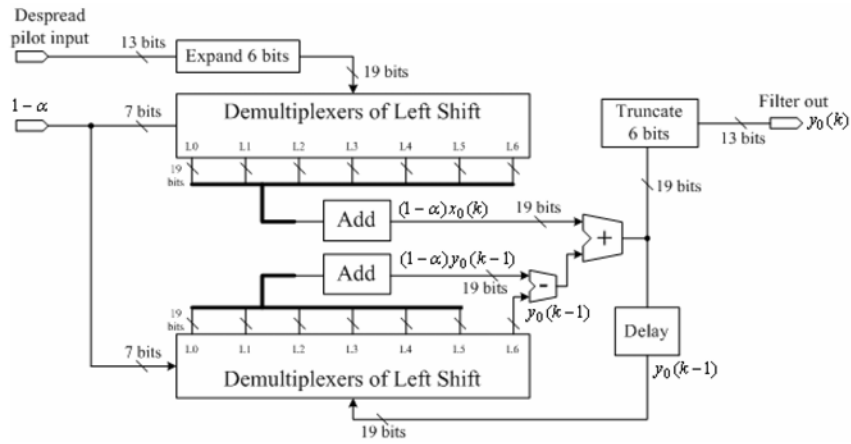 Despread
pilot input
13 bits
Expand 6 bits
19 bits
1−α
7 bits
Demultiplexers of Left Shift
L0 L1 L2 L3 L4 L5 L6
19
bits
Truncate
6 bits
Filter out
y₀(k)
13 bits
19 bits
Add
(1−α)x₀(k)
19 bits
+
Add
(1−α)y₀(k−1)
19 bits
-
y₀(k−1)
19
bits
L0 L1 L2 L3 L4 L5 L6
Delay
y₀(k−1)
7 bits
Demultiplexers of Left Shift
19 bits